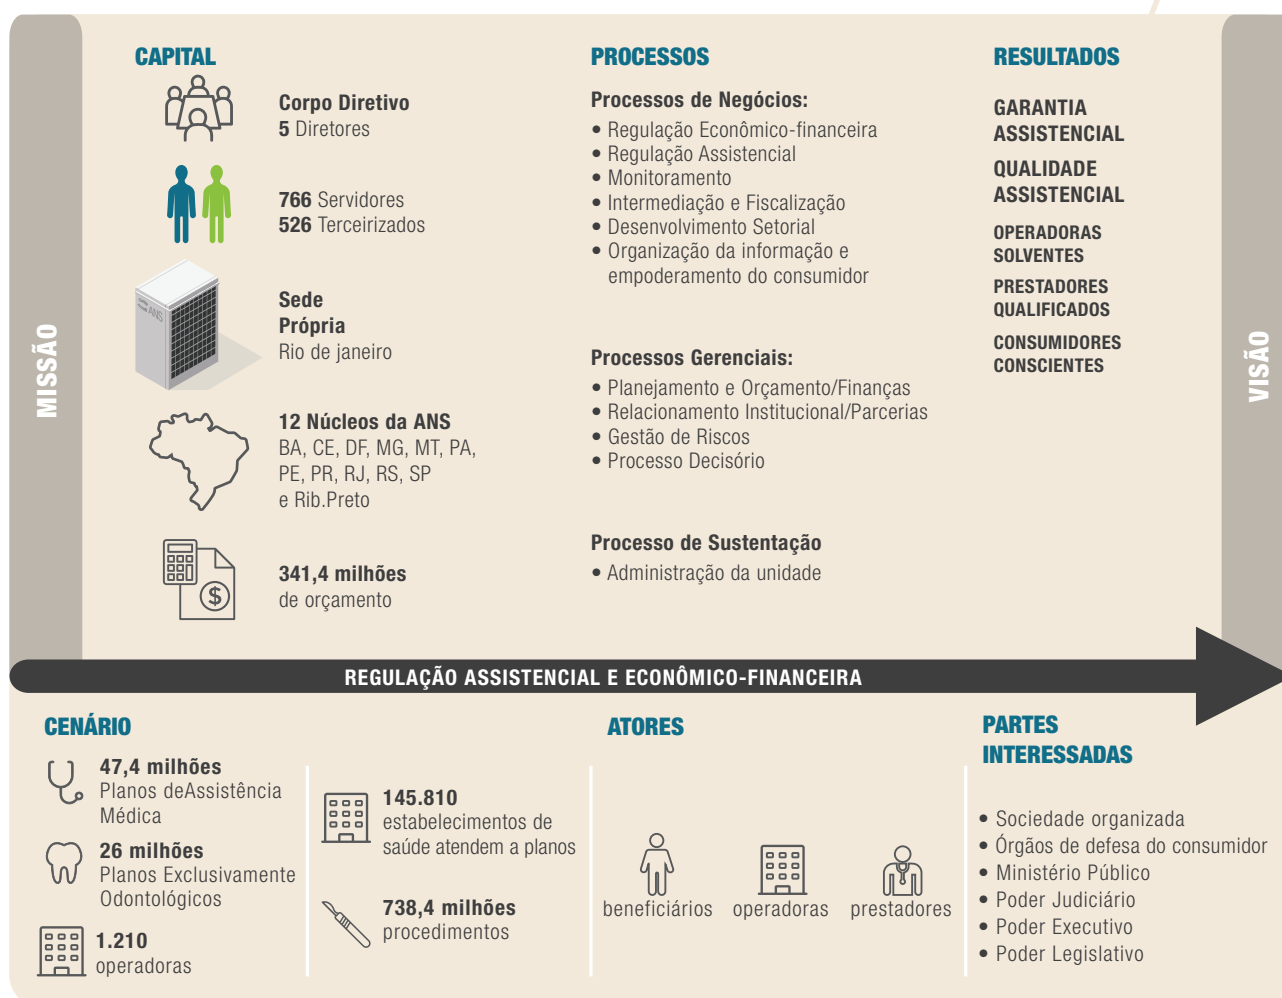 MISSÃO
CAPITAL
Corpo Diretivo
5 Diretores
766 Servidores
526 Terceirizados
ANS
Sede
Própria
Rio de janeiro
12 Núcleos da ANS
BA, CE, DF, MG, MT, PA,
PE, PR, RJ, RS, SP
e Rib.Preto
$
341,4 milhões
de orçamento
PROCESSOS
Processos de Negócios:
• Regulação Econômico-financeira
• Regulação Assistencial
• Monitoramento
• Intermediação e Fiscalização
• Desenvolvimento Setorial
• Organização da informação e
empoderamento do consumidor
Processos Gerenciais:
• Planejamento e Orçamento/Finanças
• Relacionamento Institucional/Parcerias
• Gestão de Riscos
• Processo Decisório
Processo de Sustentação
• Administração da unidade
RESULTADOS
GARANTIA
ASSISTENCIAL
QUALIDADE
ASSISTENCIAL
OPERADORAS
SOLVENTES
PRESTADORES
QUALIFICADOS
CONSUMIDORES
CONSCIENTES
VISÃO
REGULAÇÃO ASSISTENCIAL E ECONÔMICO-FINANCEIRA
CENÁRIO
47,4 milhões
Planos deAssistência
Médica
26 milhões
Planos Exclusivamente
Odontológicos
1.210
operadoras
145.810
estabelecimentos de
saúde atendem a planos
738,4 milhões
procedimentos
ATORES
beneficiários
operadoras
prestadores
PARTES
INTERESSADAS
• Sociedade organizada
• Órgãos de defesa do consumidor
• Ministério Público
• Poder Judiciário
• Poder Executivo
• Poder Legislativo